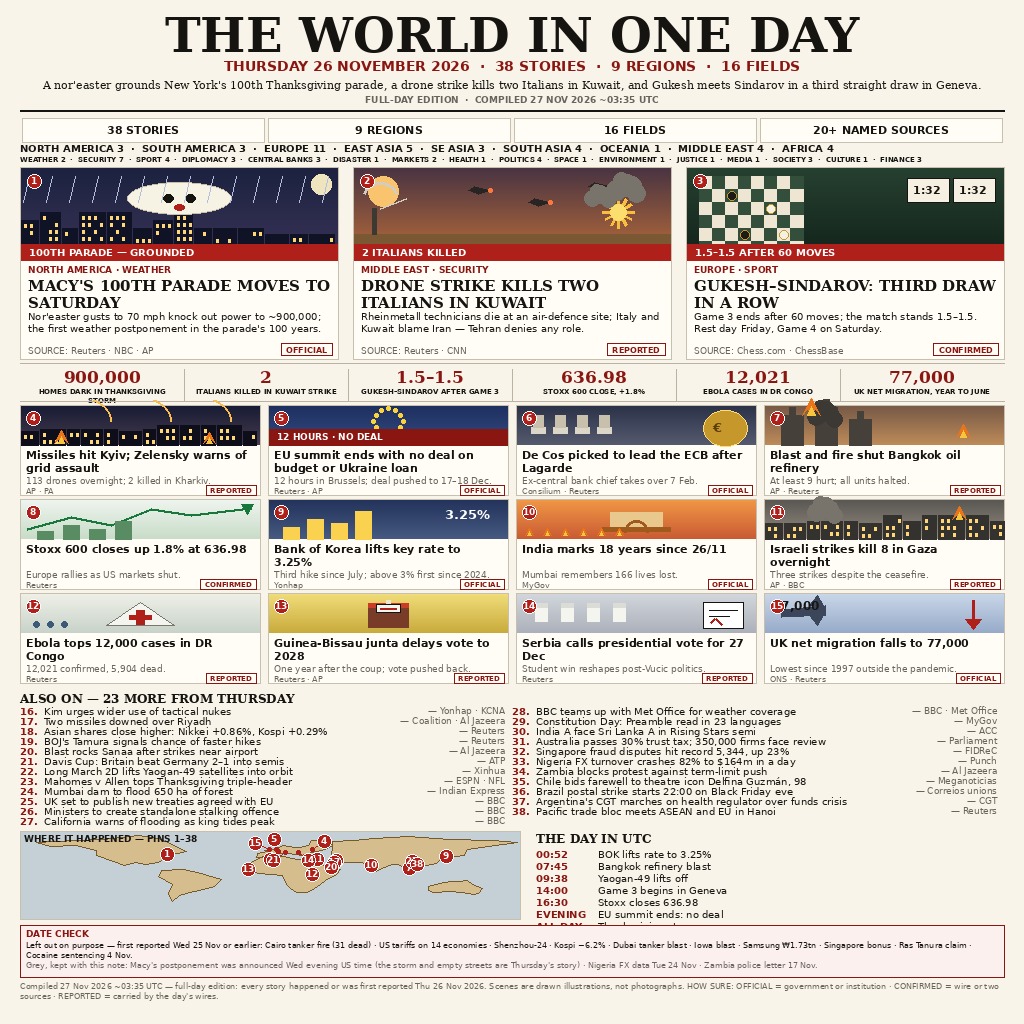 THE WORLD IN ONE DAY
THURSDAY 26 NOVEMBER 2026 · 38 STORIES · 9 REGIONS · 16 FIELDS
A nor'easter grounds New York's 100th Thanksgiving parade, a drone strike kills two Italians in Kuwait, and Gukesh meets Sindarov in a third straight draw in Geneva.
FULL-DAY EDITION · COMPILED 27 NOV 2026 ~03:35 UTC
38 STORIES
9 REGIONS
16 FIELDS
20+ NAMED SOURCES
NORTH AMERICA 3 · SOUTH AMERICA 3 · EUROPE 11 · EAST ASIA 5 · SE ASIA 3 · SOUTH ASIA 4 · OCEANIA 1 · MIDDLE EAST 4 · AFRICA 4
WEATHER 2 · SECURITY 7 · SPORT 4 · DIPLOMACY 3 · CENTRAL BANKS 3 · DISASTER 1 · MARKETS 2 · HEALTH 1 · POLITICS 4 · SPACE 1 · ENVIRONMENT 1 · JUSTICE 1 · MEDIA 1 · SOCIETY 3 · CULTURE 1 · FINANCE 3
1
100TH PARADE — GROUNDED
NORTH AMERICA · WEATHER
MACY'S 100TH PARADE MOVES TO
SATURDAY
Nor'easter gusts to 70 mph knock out power to ~900,000;
the first weather postponement in the parade's 100 years.
SOURCE: Reuters · NBC · AP
OFFICIAL
2
2 ITALIANS KILLED
MIDDLE EAST · SECURITY
DRONE STRIKE KILLS TWO
ITALIANS IN KUWAIT
Rheinmetall technicians die at an air-defence site; Italy and
Kuwait blame Iran — Tehran denies any role.
SOURCE: Reuters · CNN
REPORTED
3
1:32
1:32
1.5–1.5 AFTER 60 MOVES
EUROPE · SPORT
GUKESH–SINDAROV: THIRD DRAW
IN A ROW
Game 3 ends after 60 moves; the match stands 1.5–1.5.
Rest day Friday, Game 4 on Saturday.
SOURCE: Chess.com · ChessBase
CONFIRMED
900,000
HOMES DARK IN THANKSGIVING
STORM
2
ITALIANS KILLED IN KUWAIT STRIKE
1.5–1.5
GUKESH–SINDAROV AFTER GAME 3
636.98
STOXX 600 CLOSE, +1.8%
12,021
EBOLA CASES IN DR CONGO
77,000
UK NET MIGRATION, YEAR TO JUNE
4
Missiles hit Kyiv; Zelensky warns of
grid assault
113 drones overnight; 2 killed in Kharkiv.
AP · PA
REPORTED
5
12 HOURS · NO DEAL
EU summit ends with no deal on
budget or Ukraine loan
12 hours in Brussels; deal pushed to 17–18 Dec.
Reuters · AP
OFFICIAL
6
€
De Cos picked to lead the ECB after
Lagarde
Ex-central bank chief takes over 7 Feb.
Consilium · Reuters
OFFICIAL
7
Blast and fire shut Bangkok oil
refinery
At least 9 hurt; all units halted.
AP · Reuters
REPORTED
8
Stoxx 600 closes up 1.8% at 636.98
Europe rallies as US markets shut.
Reuters
CONFIRMED
9
3.25%
Bank of Korea lifts key rate to
3.25%
Third hike since July; above 3% first since 2024.
Yonhap
OFFICIAL
10
India marks 18 years since 26/11
Mumbai remembers 166 lives lost.
MyGov
OFFICIAL
11
Israeli strikes kill 8 in Gaza
overnight
Three strikes despite the ceasefire.
AP · BBC
REPORTED
12
Ebola tops 12,000 cases in DR
Congo
12,021 confirmed, 5,904 dead.
Reuters
REPORTED
13
Guinea-Bissau junta delays vote to
2028
One year after the coup; vote pushed back.
Reuters · AP
REPORTED
14
Serbia calls presidential vote for 27
Dec
Student win reshapes post-Vucic politics.
Reuters
REPORTED
15
7,000
UK net migration falls to 77,000
Lowest since 1997 outside the pandemic.
ONS · Reuters
OFFICIAL
ALSO ON — 23 MORE FROM THURSDAY
16. Kim urges wider use of tactical nukes — Yonhap · KCNA
17. Two missiles downed over Riyadh — Coalition · Al Jazeera
18. Asian shares close higher: Nikkei +0.86%, Kospi +0.29% — Reuters
19. BOJ's Tamura signals chance of faster hikes — Reuters
20. Blast rocks Sanaa after strikes near airport — Al Jazeera
21. Davis Cup: Britain beat Germany 2–1 into semis — ATP
22. Long March 2D lifts Yaogan-49 satellites into orbit — Xinhua
23. Mahomes v Allen tops Thanksgiving triple-header — ESPN · NFL
24. Mumbai dam to flood 650 ha of forest — Indian Express
25. UK set to publish new treaties agreed with EU — BBC
26. Ministers to create standalone stalking offence — BBC
27. California warns of flooding as king tides peak — BBC
28. BBC teams up with Met Office for weather coverage — BBC · Met Office
29. Constitution Day: Preamble read in 23 languages — MyGov
30. India A face Sri Lanka A in Rising Stars semi — ACC
31. Australia passes 30% trust tax; 350,000 firms face review — Parliament
32. Singapore fraud disputes hit record 5,344, up 23% — FIDReC
33. Nigeria FX turnover crashes 82% to $164m in a day — Punch
34. Zambia blocks protest against term-limit push — Al Jazeera
35. Chile bids farewell to theatre icon Delfina Guzmán, 98 — Meganoticias
36. Brazil postal strike starts 22:00 on Black Friday eve — Correios unions
37. Argentina's CGT marches on health regulator over funds crisis — CGT
38. Pacific trade bloc meets ASEAN and EU in Hanoi — Reuters
WHERE IT HAPPENED — PINS 1–38
1
15
5
4
21
13
14
12
20
10
38
9
THE DAY IN UTC
00:52 BOK lifts rate to 3.25%
07:45 Bangkok refinery blast
09:38 Yaogan-49 lifts off
14:00 Game 3 begins in Geneva
16:30 Stoxx closes 636.98
EVENING EU summit ends: no deal
DATE CHECK
Left out on purpose — first reported Wed 25 Nov or earlier: Cairo tanker fire (31 dead) · US tariffs on 14 economies · Shenzhou-24 · Kospi −6.2% · Dubai tanker blast · Iowa blast · Samsung ₩1.73tn · Singapore bonus · Ras Tanura claim ·
Cocaine sentencing 4 Nov.
Grey, kept with this note: Macy's postponement was announced Wed evening US time (the storm and empty streets are Thursday's story) · Nigeria FX data Tue 24 Nov · Zambia police letter 17 Nov.
Compiled 27 Nov 2026 ~03:35 UTC — full-day edition: every story happened or was first reported Thu 26 Nov 2026. Scenes are drawn illustrations, not photographs. HOW SURE: OFFICIAL = government or institution · CONFIRMED = wire or two
sources · REPORTED = carried by the day's wires.